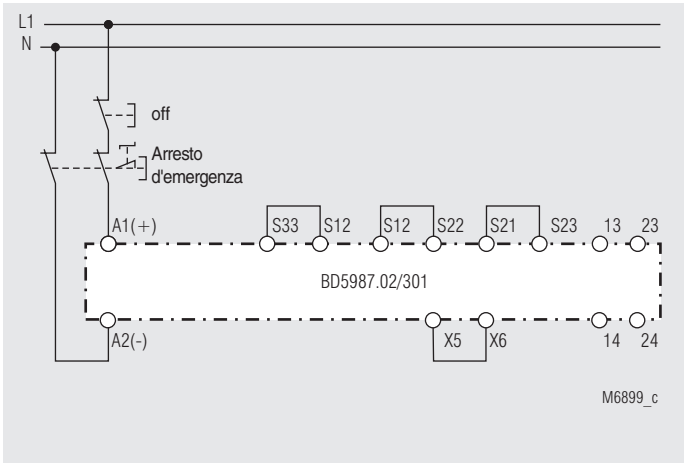 L1
N
off
Arresto
d'emergenza
A1(+) S33 S12 S12 S22 S21 S23 13 23
BD5987.02/301
A2(-) X5 X6 14 24
M6899_c